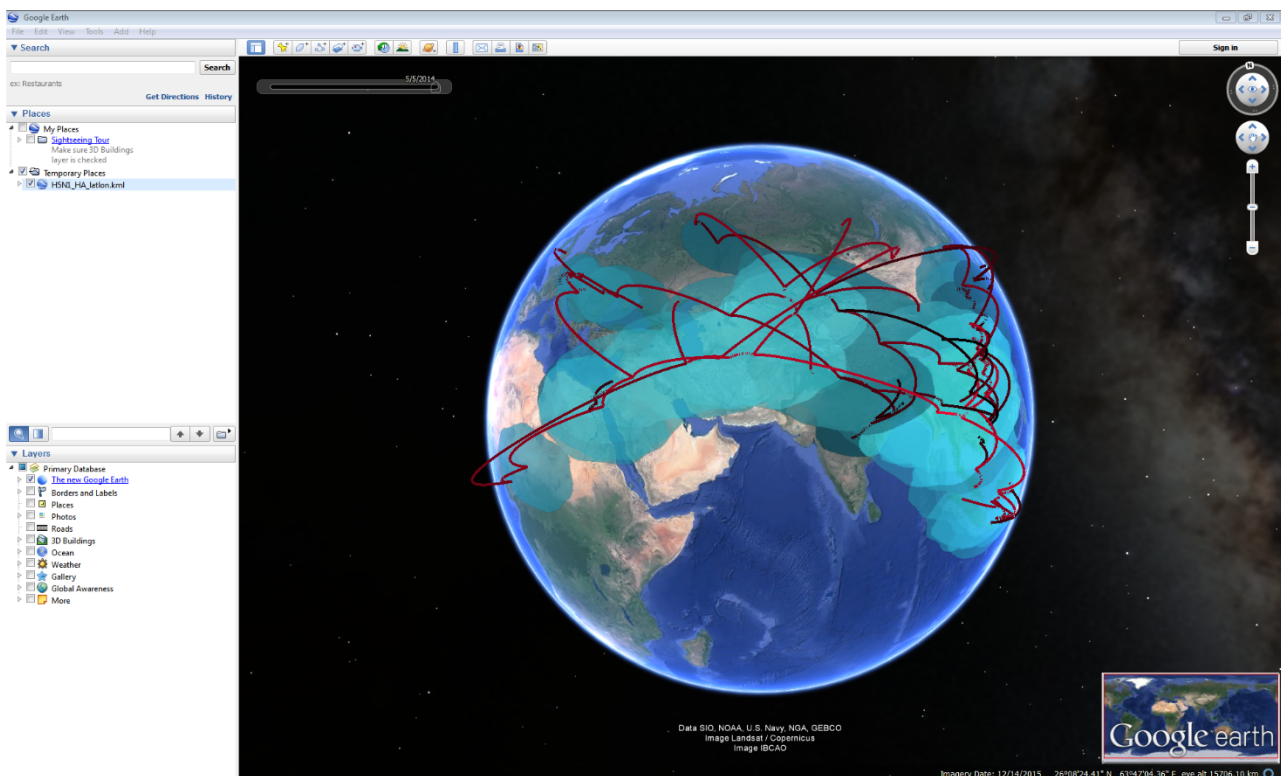 Google Earth
File Edit View Tools Add Help
Search
Search
ex: Restaurants
Get Directions History
Places
My Places
Sightseeing Tour
Make sure 3D Buildings
layer is checked
Temporary Places
H5N1_HA_latlon.kml
Layers
Primary Database
The new Google Earth
Borders and Labels
Places
Photos
Roads
3D Buildings
Ocean
Weather
Gallery
Global Awareness
More
Sign in
5/5/2014
N
Data SIO, NOAA, U.S. Navy, NGA, GEBCO
Image Landsat / Copernicus
Image IBCAO
Google earth
Imagery Date: 12/14/2015 26°08'24.41" N 63°47'04.36" E eye alt 15706.10 km